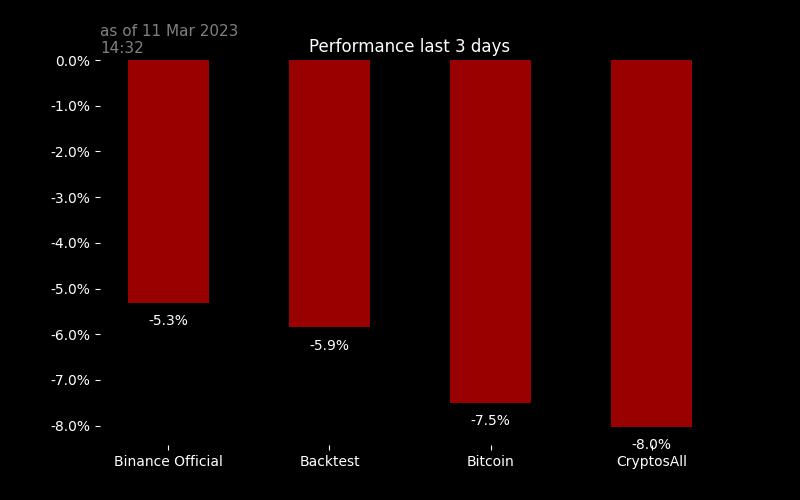 as of 11 Mar 2023
14:32
Performance last 3 days
0.0%
-1.0%
-2.0%
-3.0%
-4.0%
-5.0%
-6.0%
-7.0%
-8.0%
-5.3%
-5.9%
-7.5%
-8.0%
Binance Official
Backtest
Bitcoin
CryptosAll